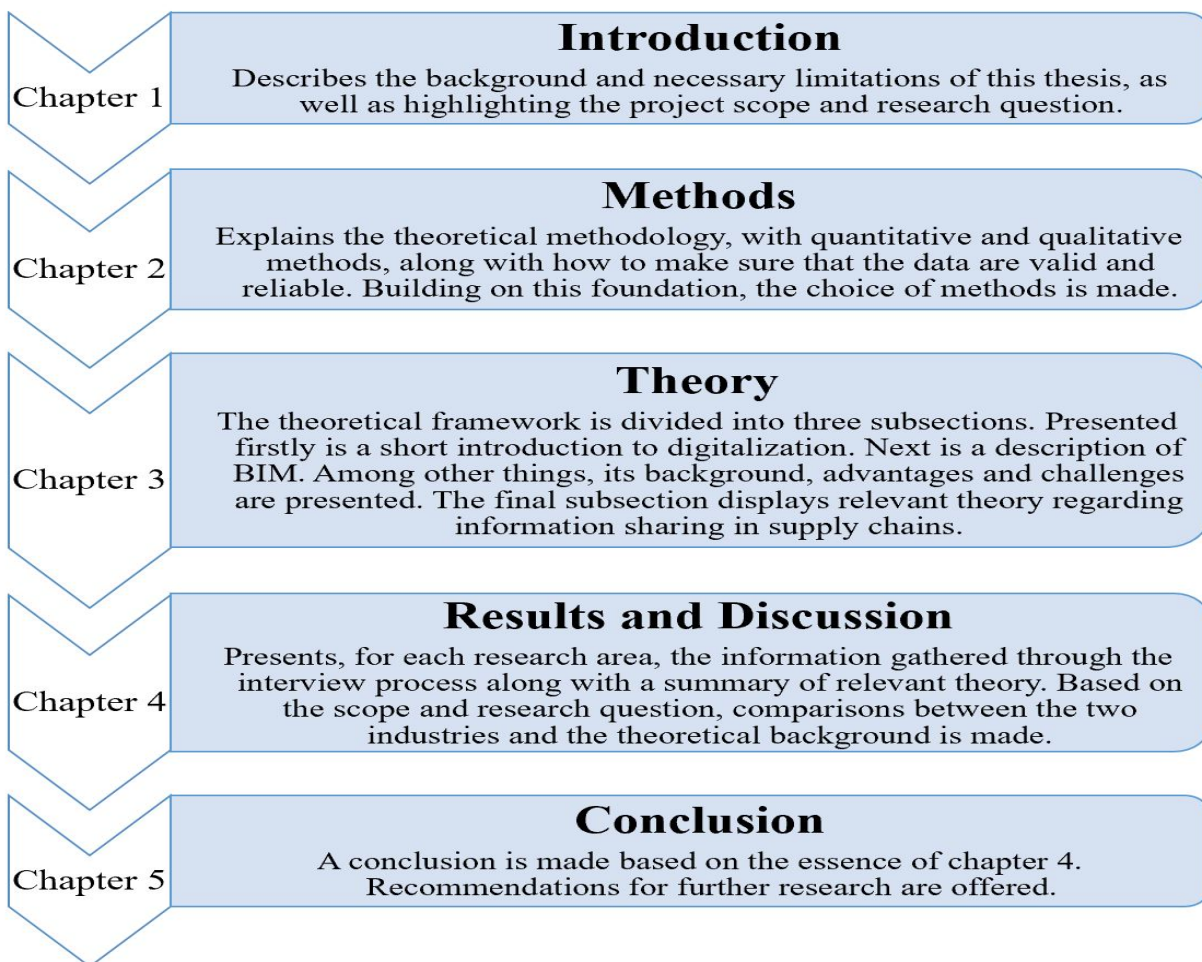 Introduction
Chapter 1
Describes the background and necessary limitations of this thesis, as
well as highlighting the project scope and research question.
Methods
Chapter 2
Explains the theoretical methodology, with quantitative and qualitative
methods, along with how to make sure that the data are valid and
reliable. Building on this foundation, the choice of methods is made.
Theory
Chapter 3
The theoretical framework is divided into three subsections. Presented
firstly is a short introduction to digitalization. Next is a description of
BIM. Among other things, its background, advantages and challenges
are presented. The final subsection displays relevant theory regarding
information sharing in supply chains.
Results and Discussion
Chapter 4
Presents, for each research area, the information gathered through the
interview process along with a summary of relevant theory. Based on
the scope and research question, comparisons between the two
industries and the theoretical background is made.
Conclusion
Chapter 5
A conclusion is made based on the essence of chapter 4.
Recommendations for further research are offered.